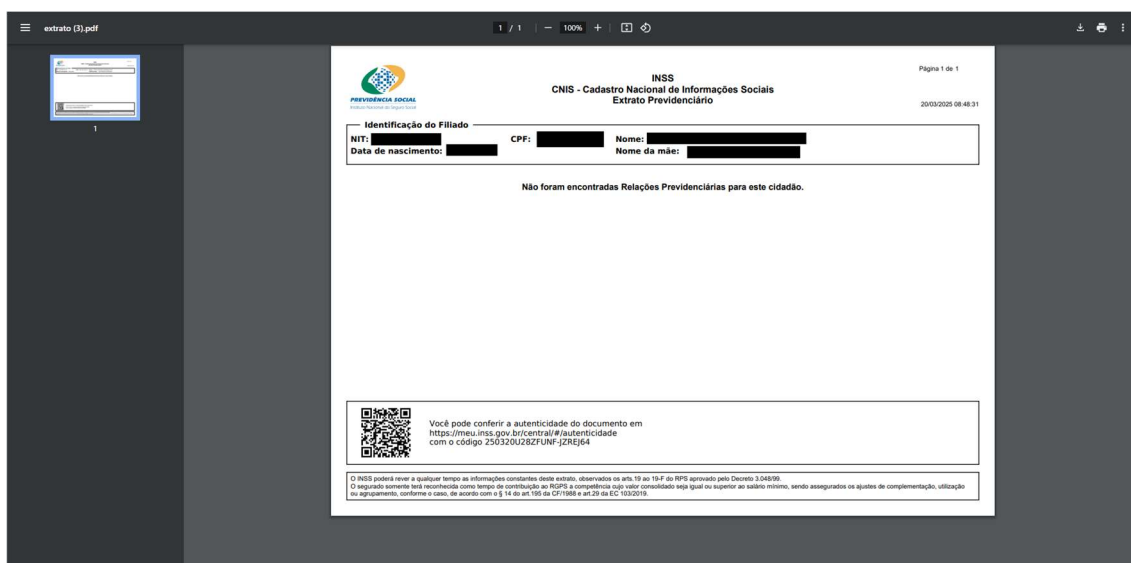 extrato (3).pdf
1 / 1
100%
1
PREVIDÊNCIA SOCIAL
Instituto Nacional do Seguro Social
INSS
CNIS - Cadastro Nacional de Informações Sociais
Extrato Previdenciário
Página 1 de 1
20/03/2025 08:48:31
Identificação do Filiado
NIT: CPF: Nome:
Data de nascimento: Nome da mãe:
Não foram encontradas Relações Previdenciárias para este cidadão.
Você pode conferir a autenticidade do documento em
https://meu.inss.gov.br/central/#/autenticidade
com o código 250320U28ZFUNF-JZREJ64
O INSS poderá rever a qualquer tempo as informações constantes deste extrato, observados os arts.19 ao 19-F do RPS aprovado pelo Decreto 3.048/99.
O segurado somente terá reconhecida como tempo de contribuição ao RGPS a competência cujo valor consolidado seja igual ou superior ao salário mínimo, sendo assegurados os ajustes de complementação, utilização
ou agrupamento, conforme o caso, de acordo com o § 14 do art.195 da CF/1988 e art.29 da EC 103/2019.